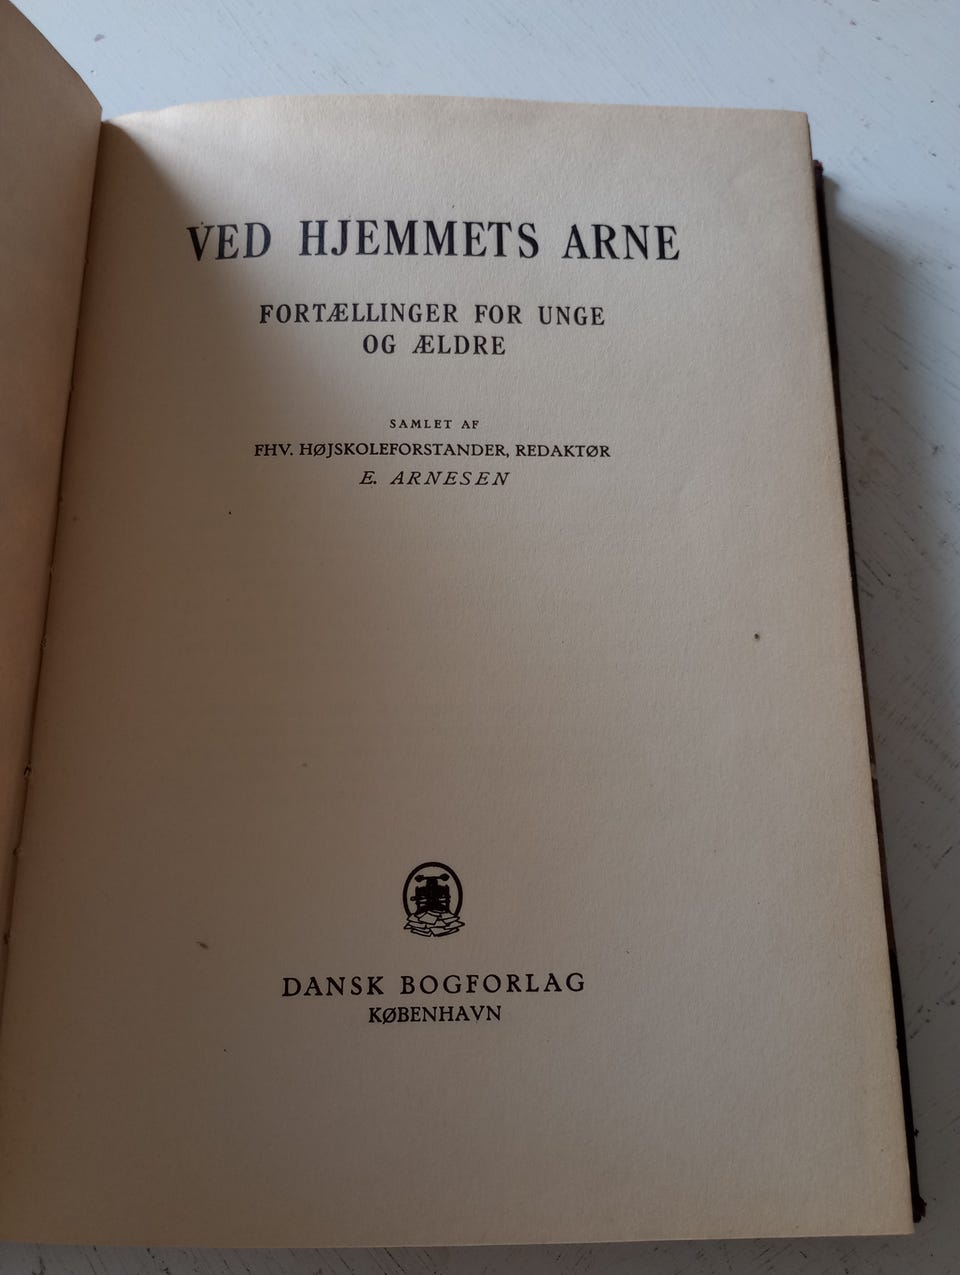 VED HJEMMETS ARNE
FORTÆLLINGER FOR UNGE
OG ÆLDRE
SAMLET AF
FHV. HØJSKOLEFORSTANDER, REDAKTØR
E. ARNESEN
DANSK BOGFORLAG
KØBENHAVN